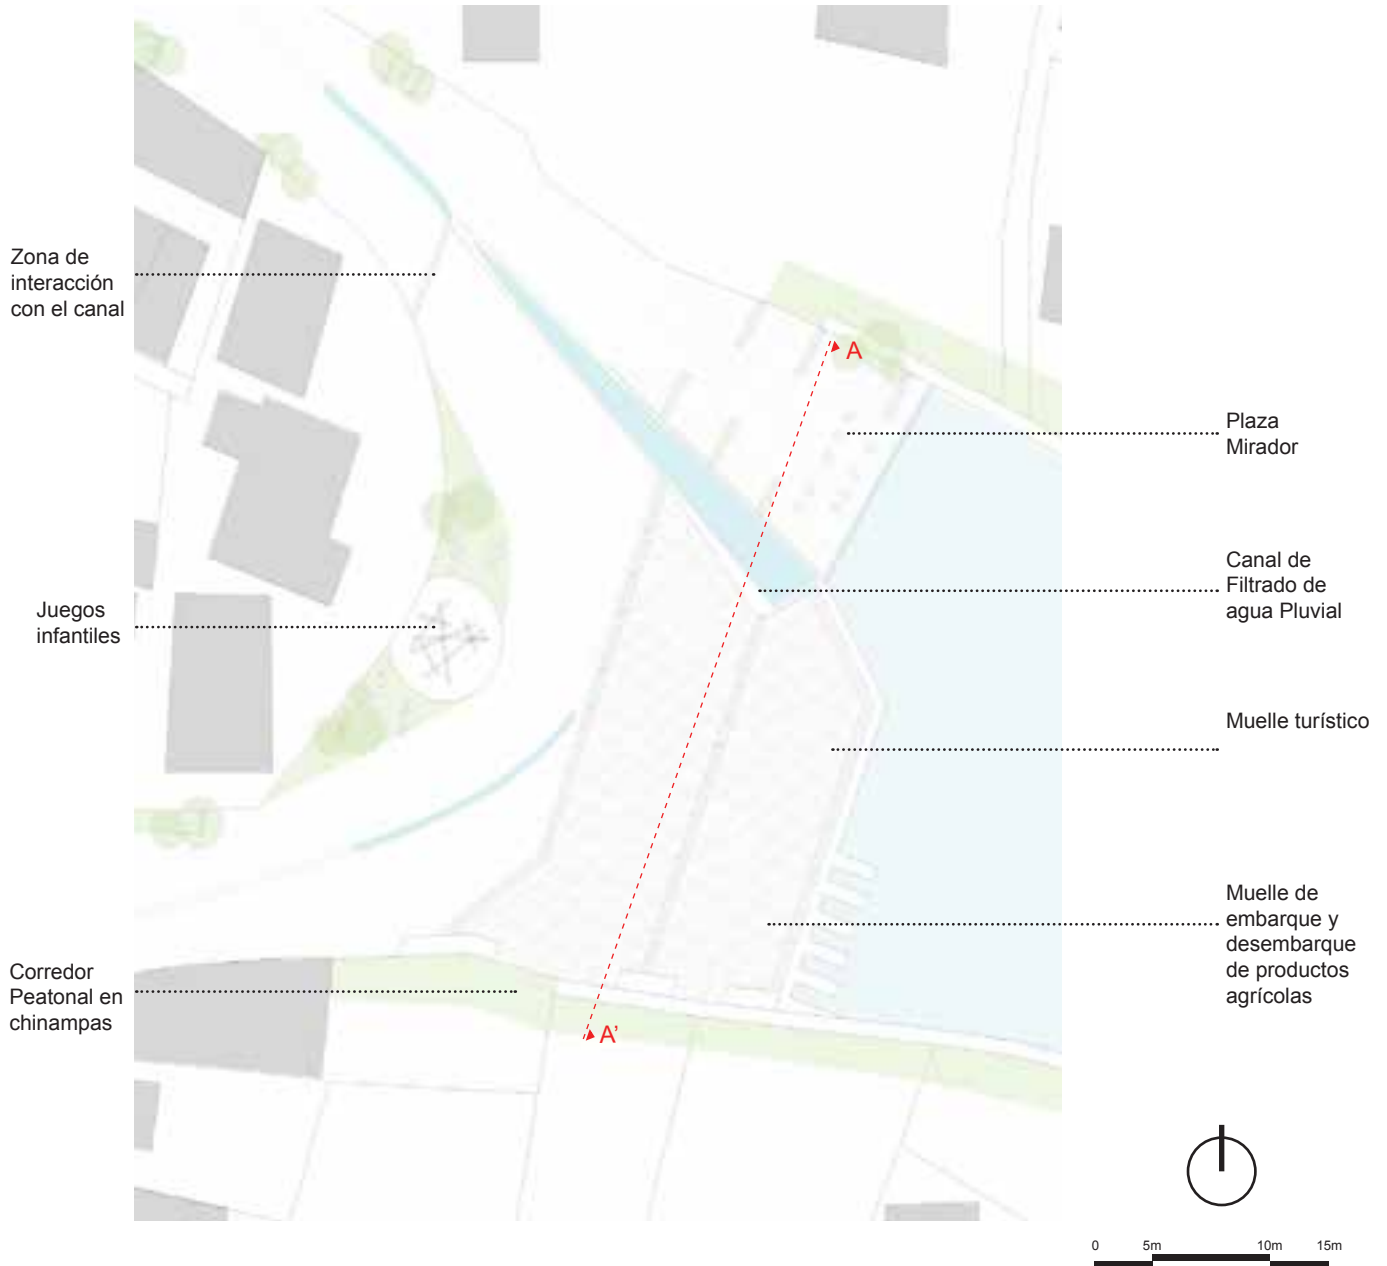 Zona de
interacción
con el canal
Juegos
infantiles
Corredor
Peatonal en
chinampas
A
A’
Plaza
Mirador
Canal de
Filtrado de
agua Pluvial
Muelle turístico
Muelle de
embarque y
desembarque
de productos
agrícolas
0 5m 10m 15m